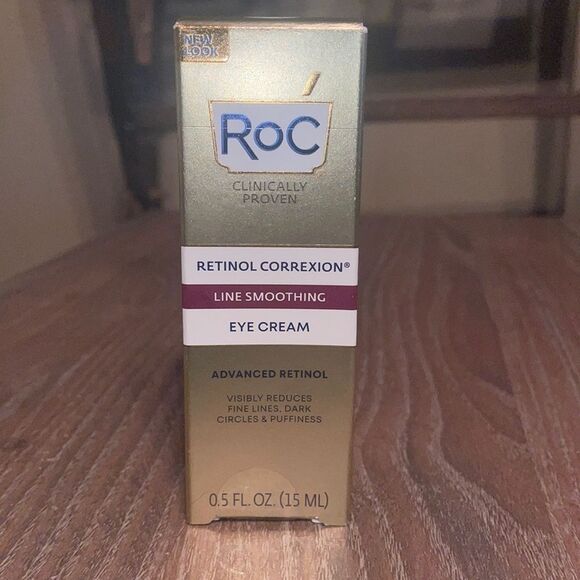 NEW
LOOK
RoC
CLINICALLY
PROVEN
RETINOL CORREXION®
LINE SMOOTHING
EYE CREAM
ADVANCED RETINOL
VISIBLY REDUCES
FINE LINES, DARK
CIRCLES & PUFFINESS
0.5 FL. OZ. (15 ML)